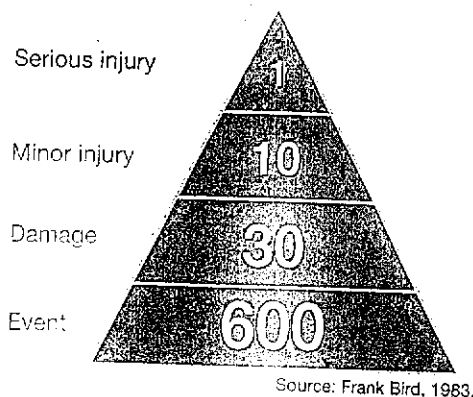 Serious injury
1
Minor injury
10
Damage
30
Event
600
Source: Frank Bird, 1983.